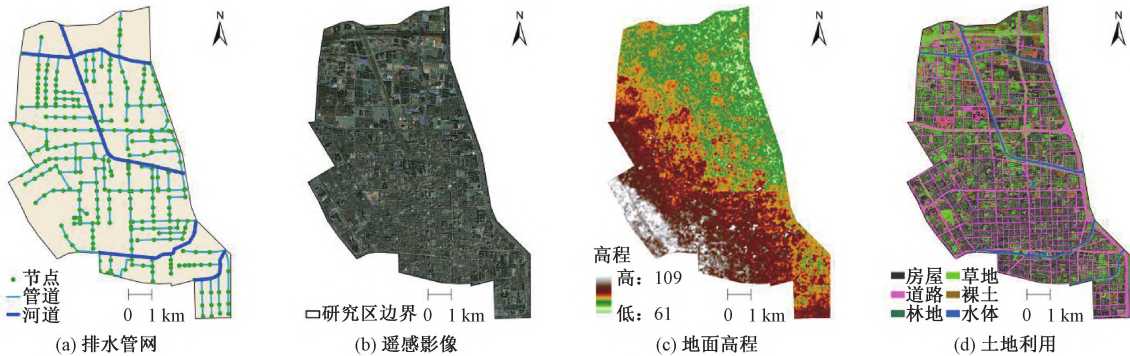 N
节点
管道
河道
0 1 km
(a) 排水管网
N
研究区边界
0 1 km
(b) 遥感影像
N
高程
高：109
低：61
0 1 km
(c) 地面高程
N
房屋 草地
道路 裸土
林地 水体
0 1 km
(d) 土地利用